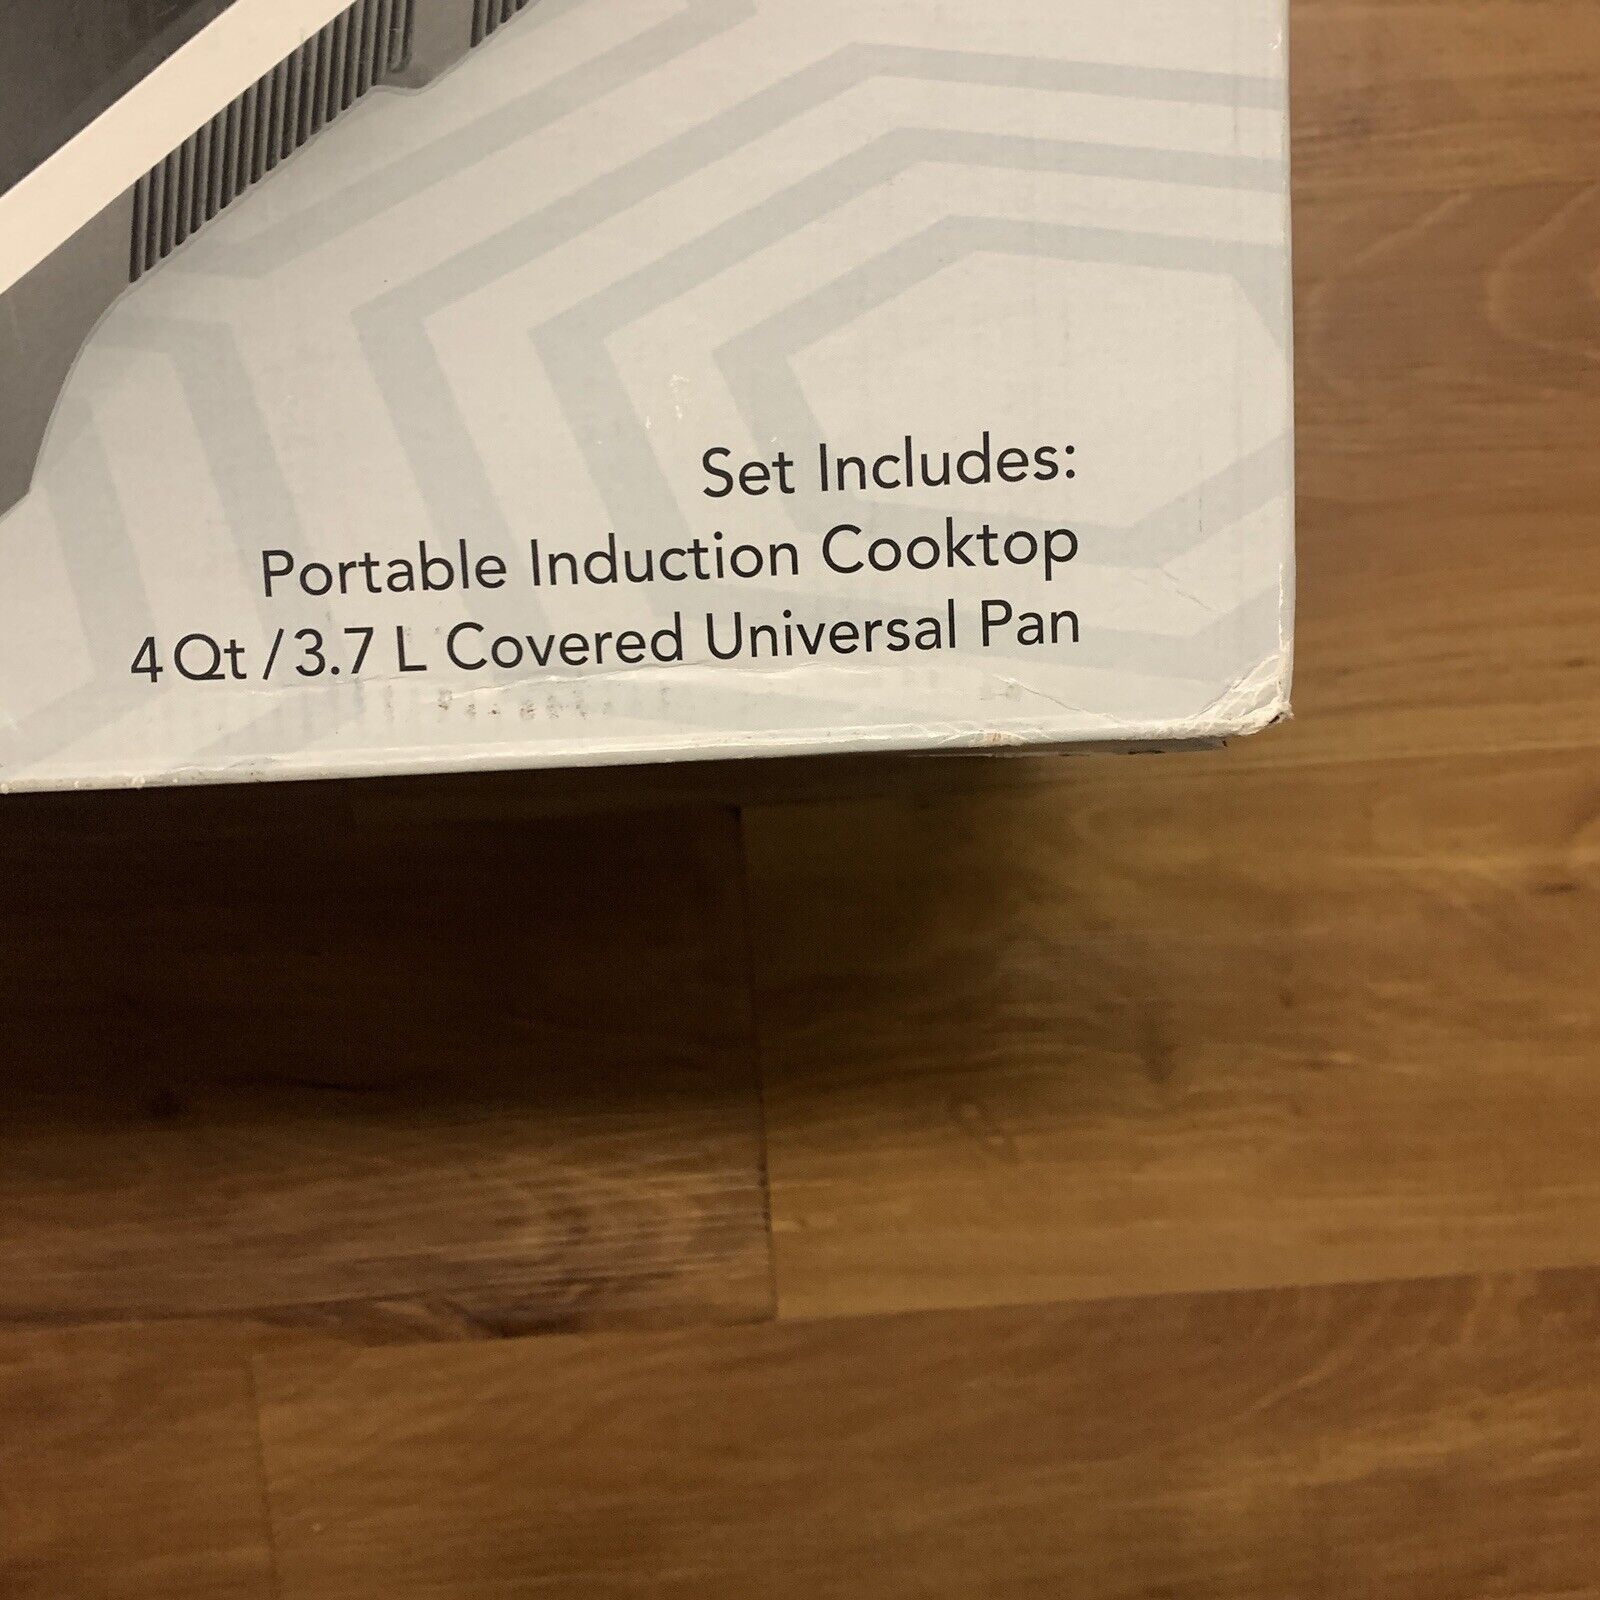 Set Includes:
Portable Induction Cooktop
4 Qt / 3.7 L Covered Universal Pan